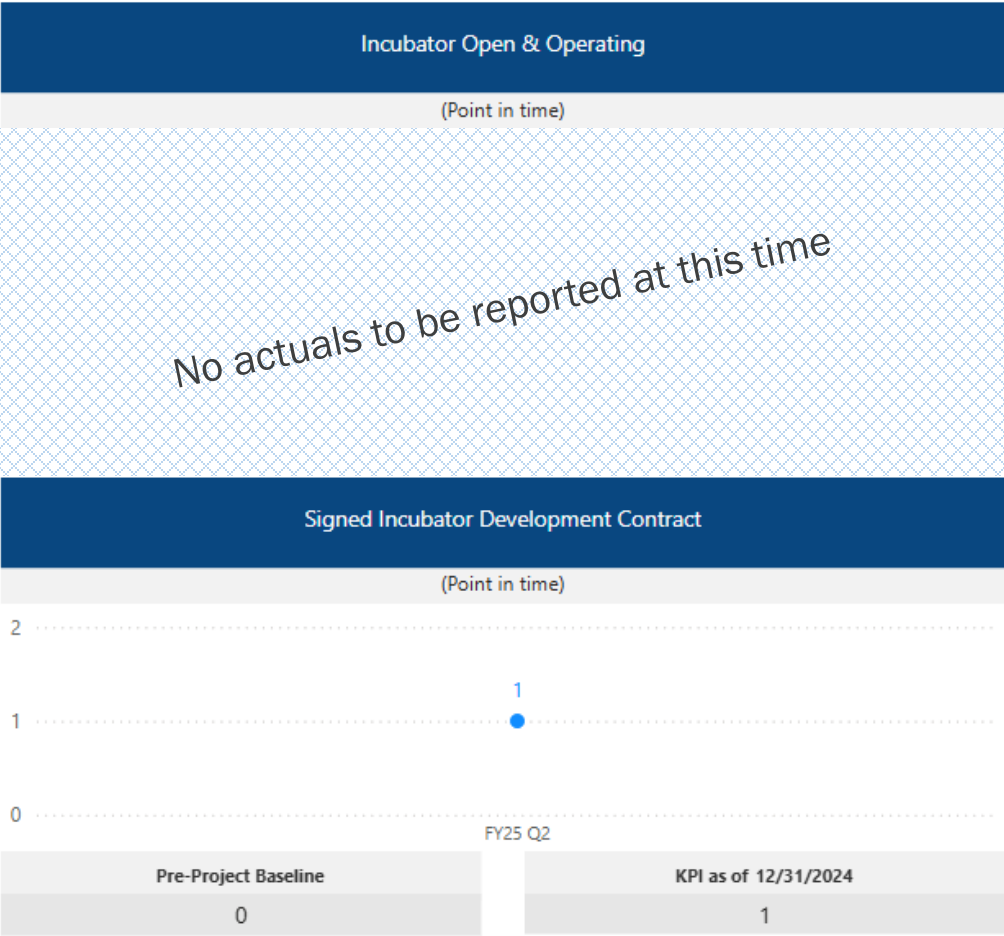 Incubator Open & Operating
(Point in time)
No actuals to be reported at this time
Signed Incubator Development Contract
(Point in time)
2
1
1
0
FY25 Q2
Pre-Project Baseline
KPI as of 12/31/2024
0
1